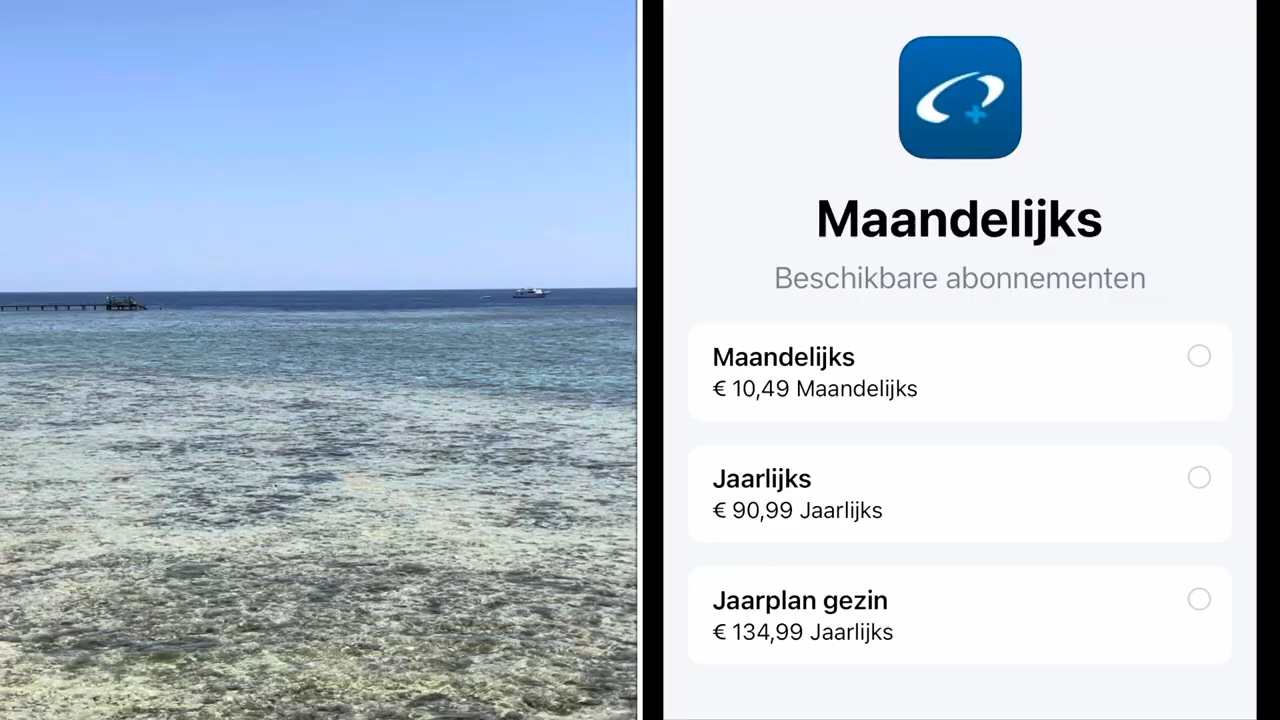 Maandelijks
Beschikbare abonnementen
Maandelijks
€ 10,49 Maandelijks
Jaarlijks
€ 90,99 Jaarlijks
Jaarplan gezin
€ 134,99 Jaarlijks